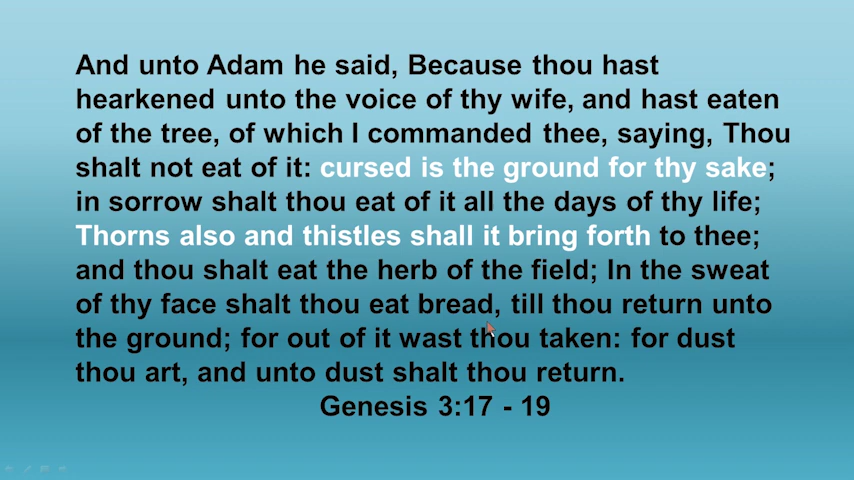 And unto Adam he said, Because thou hast
hearkened unto the voice of thy wife, and hast eaten
of the tree, of which I commanded thee, saying, Thou
shalt not eat of it: cursed is the ground for thy sake;
in sorrow shalt thou eat of it all the days of thy life;
Thorns also and thistles shall it bring forth to thee;
and thou shalt eat the herb of the field; In the sweat
of thy face shalt thou eat bread, till thou return unto
the ground; for out of it wast thou taken: for dust
thou art, and unto dust shalt thou return.
Genesis 3:17 - 19